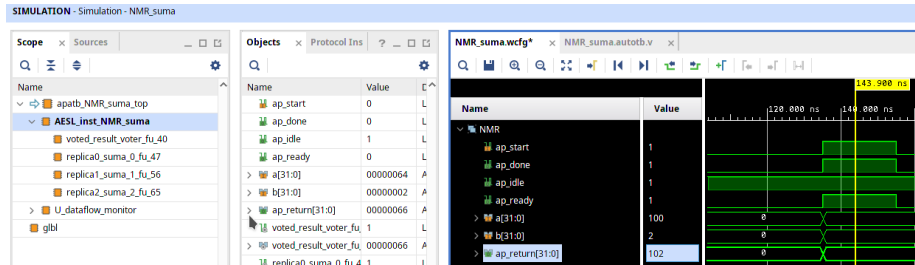 SIMULATION - Simulation - NMR_suma
Scope × Sources
Name
apatb_NMR_suma_top
AESL_inst_NMR_suma
voted_result_voter_fu_40
replica0_suma_0_fu_47
replica1_suma_1_fu_56
replica2_suma_2_fu_65
U_dataflow_monitor
glbl
Objects × Protocol Ins ?
Name Value
ap_start 0 L
ap_done 0 L
ap_idle 1 L
ap_ready 0 L
a[31:0] 00000064 A
b[31:0] 00000002 A
ap_return[31:0] 00000066 A
voted_result_voter_fu_ 1 L
voted_result_voter_fu_ 00000066 A
replica0_suma_0_fu_4 1 L
NMR_suma.wcfg* × NMR_suma.autotb.v ×
143.900 ns
Name Value
120.000 ns 140.000 ns
NMR
ap_start 1
ap_done 1
ap_idle 1
ap_ready 1
a[31:0] 100 0
b[31:0] 2 0
ap_return[31:0] 102 0